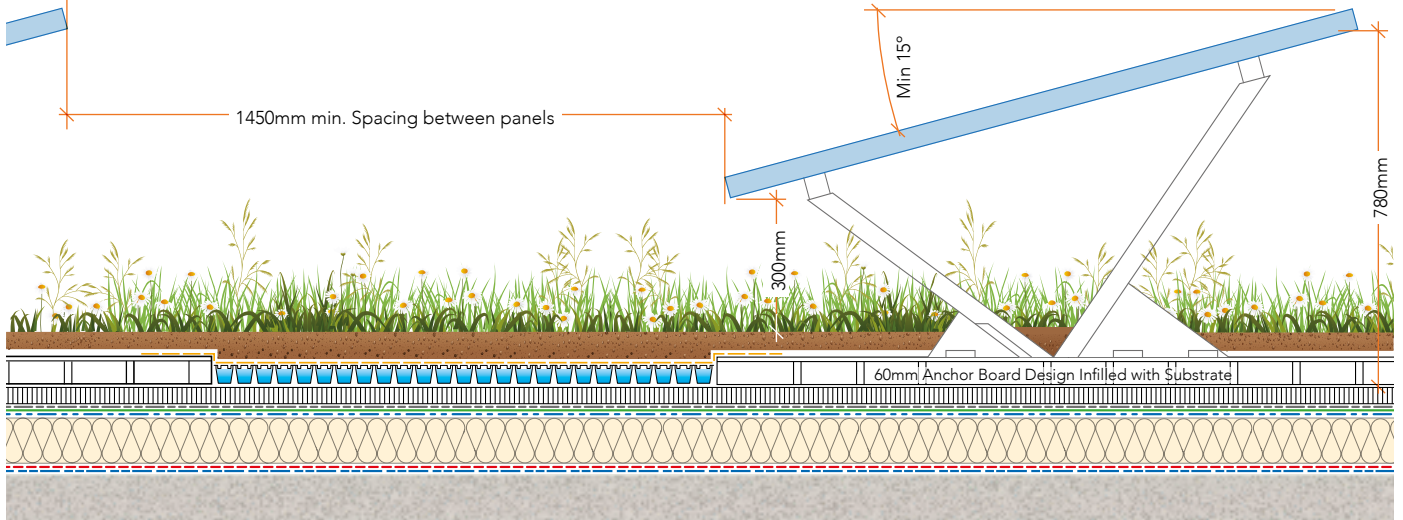 Min 15°
1450mm min. Spacing between panels
780mm
300mm
60mm Anchor Board Design Infilled with Substrate